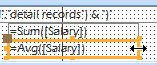 detail records') & ')'
=Sum([Salary])
=Avg([Salary])